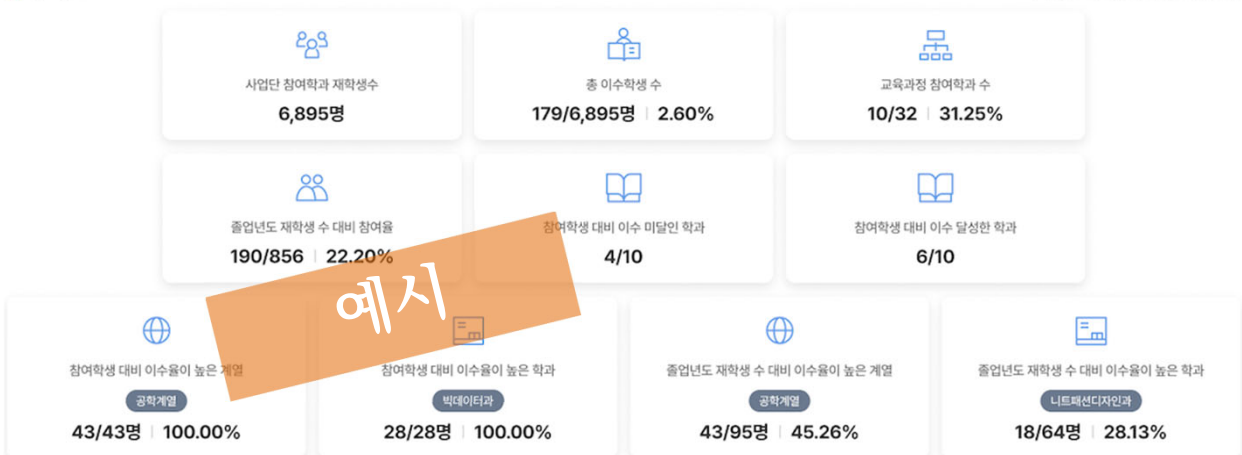 사업단 참여학과 재학생수
6,895명
총 이수학생 수
179/6,895명 | 2.60%
교육과정 참여학과 수
10/32 | 31.25%
졸업년도 재학생 수 대비 참여율
190/856 | 22.20%
참여학생 대비 이수 미달인 학과
4/10
참여학생 대비 이수 달성한 학과
6/10
예시
참여학생 대비 이수율이 높은 계열
공학계열
43/43명 | 100.00%
참여학생 대비 이수율이 높은 학과
빅데이터과
28/28명 | 100.00%
졸업년도 재학생 수 대비 이수율이 높은 계열
공학계열
43/95명 | 45.26%
졸업년도 재학생 수 대비 이수율이 높은 학과
니트패션디자인과
18/64명 | 28.13%